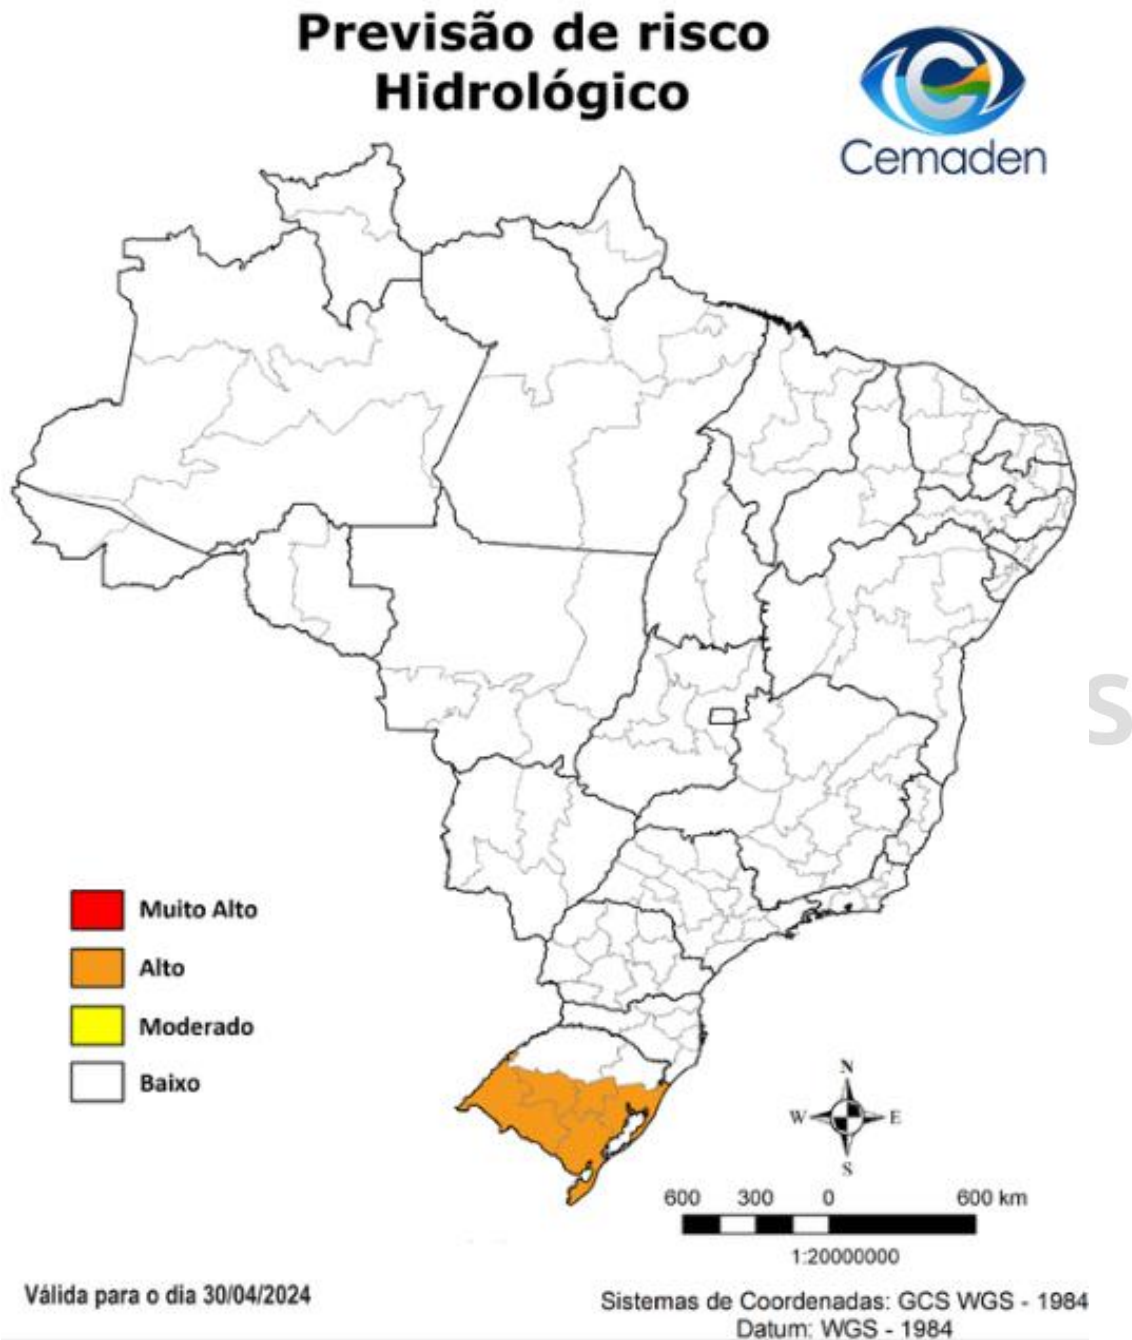 Previsão de risco
Hidrológico
Cemaden
S
Muito Alto
Alto
Moderado
Baixo
N
W E
S
600 300 0 600 km
1:20000000
Válida para o dia 30/04/2024
Sistemas de Coordenadas: GCS WGS - 1984
Datum: WGS - 1984